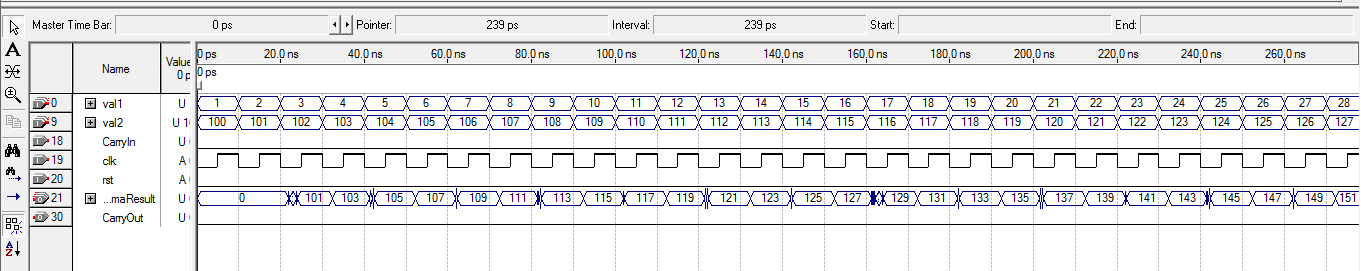 Master Time Bar: 0 ps Pointer: 239 ps Interval: 239 ps Start: End:
Name Value 0 p 0 ps 20.0 ns 40.0 ns 60.0 ns 80.0 ns 100.0 ns 120.0 ns 140.0 ns 160.0 ns 180.0 ns 200.0 ns 220.0 ns 240.0 ns 260.0 ns
0 ps
0 val1 U 1 2 3 4 5 6 7 8 9 10 11 12 13 14 15 16 17 18 19 20 21 22 23 24 25 26 27 28
9 val2 U 1 100 101 102 103 104 105 106 107 108 109 110 111 112 113 114 115 116 117 118 119 120 121 122 123 124 125 126 127
18 CarryIn U
19 clk A
20 rst A
21 ...maResult U 0 101 103 105 107 109 111 113 115 117 119 121 123 125 127 129 131 133 135 137 139 141 143 145 147 149 151
30 CarryOut U